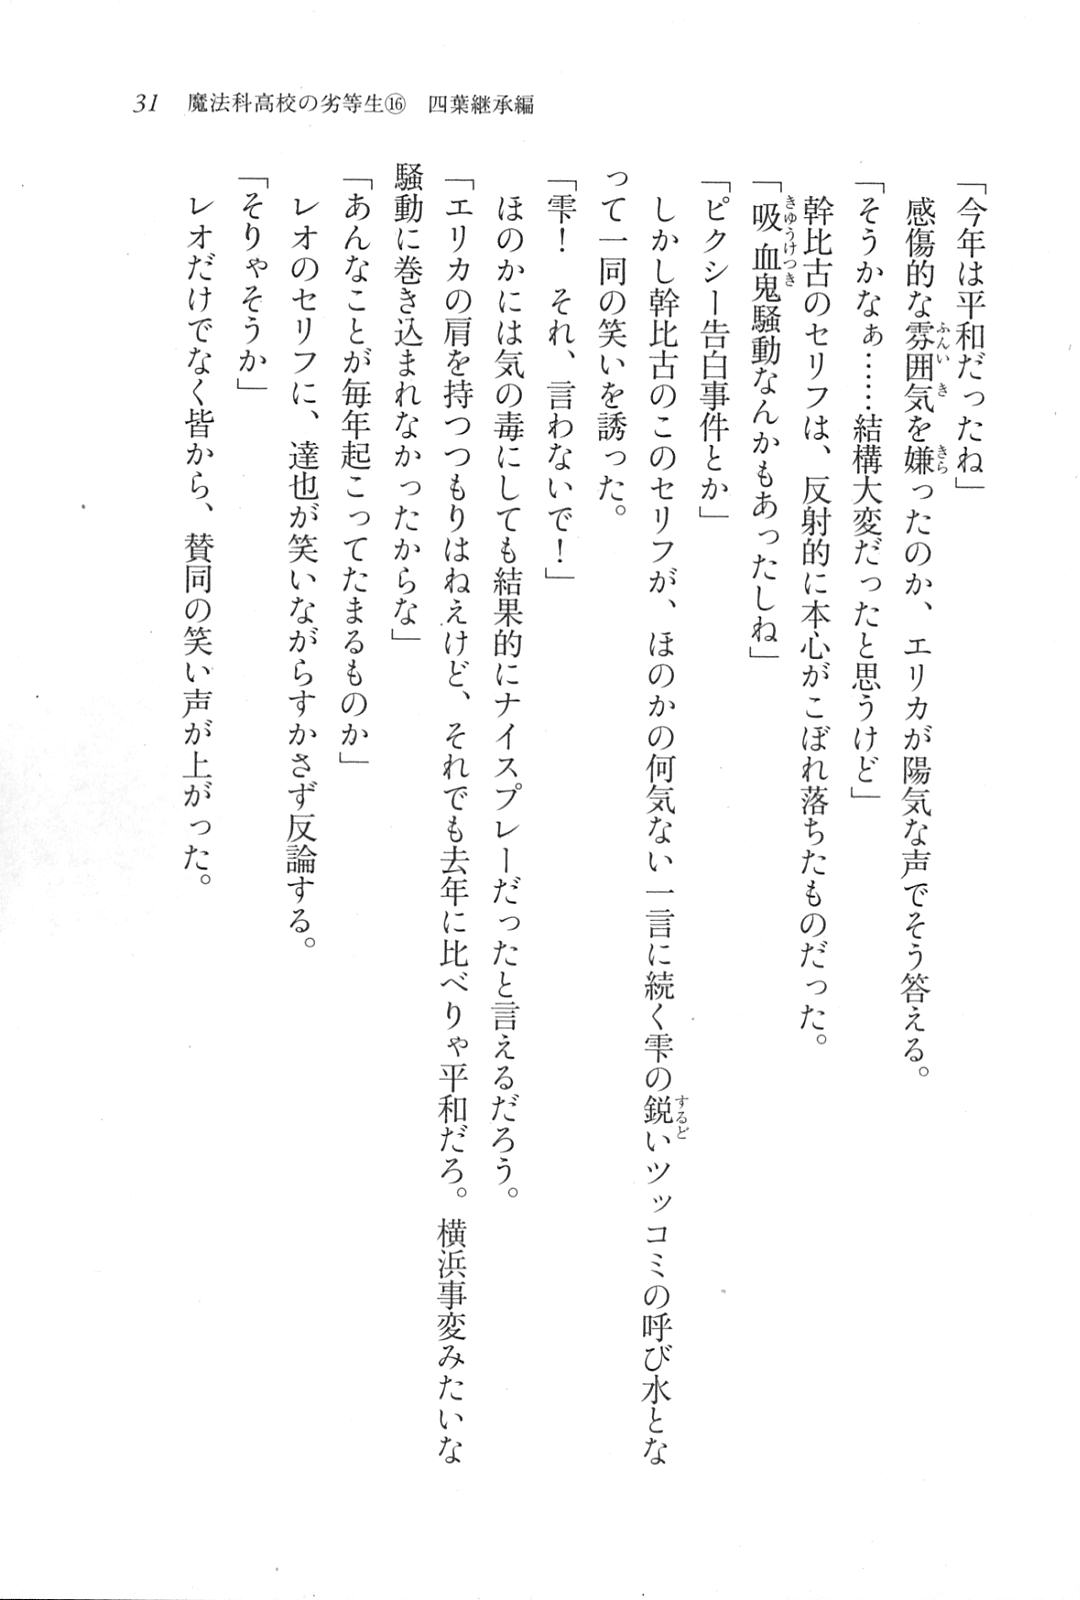 31 魔法科高校の劣等生⑯ 四葉継承編
「今年は平和だったね」
感傷的な雰囲気を嫌ったのか、エリカが陽気な声でそう答える。
「そうかなぁ……結構大変だったと思うけど」
幹比古のセリフは、反射的に本心がこぼれ落ちたものだった。
「吸血鬼騒動なんかもあったしね」
「ピクシー告白事件とか」
しかし幹比古のこのセリフが、ほのかの何気ない一言に続く雫の鋭いツッコミの呼び水とな
って一同の笑いを誘った。
「雫！　それ、言わないで！」
ほのかには気の毒にしても結果的にナイスプレーだったと言えるだろう。
「エリカの肩を持つつもりはねえけど、それでも去年に比べりゃ平和だろ。横浜事変みたいな
騒動に巻き込まれなかったからな」
「あんなことが毎年起こってたまるものか」
レオのセリフに、達也が笑いながらすかさず反論する。
「そりゃそうか」
レオだけでなく皆から、賛同の笑い声が上がった。